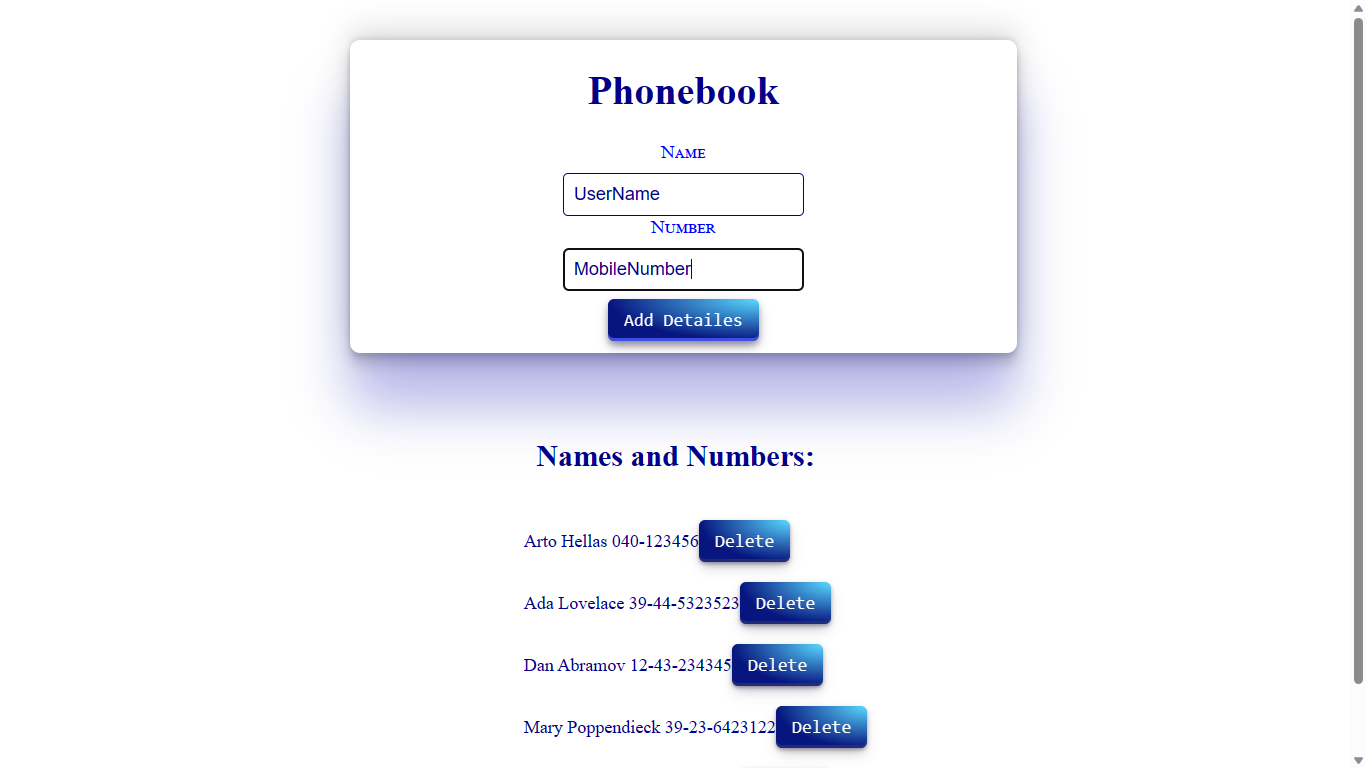 Phonebook
Name
UserName
Number
MobileNumber
Add Detailes
Names and Numbers:
Arto Hellas 040-123456 Delete
Ada Lovelace 39-44-5323523 Delete
Dan Abramov 12-43-234345 Delete
Mary Poppendieck 39-23-6423122 Delete